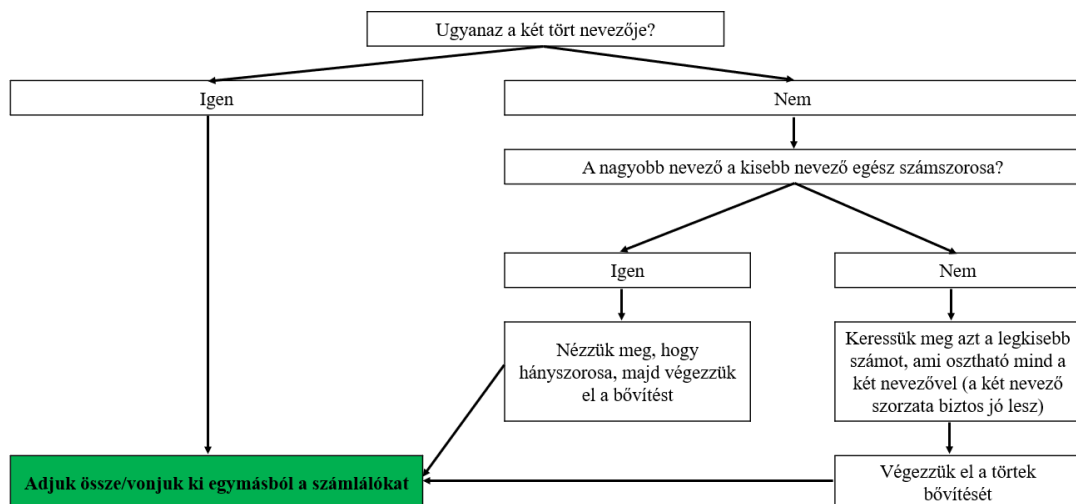 Ugyanaz a két tört nevezője?
Igen
Nem
A nagyobb nevező a kisebb nevező egész számszorosa?
Igen
Nem
Nézzük meg, hogy
hányszorosa, majd végezzük
el a bővítést
Keressük meg azt a legkisebb
számot, ami osztható mind a
két nevezővel (a két nevező
szorzata biztos jó lesz)
Adjuk össze/vonjuk ki egymásból a számlálókat
Végezzük el a törtek
bővítését